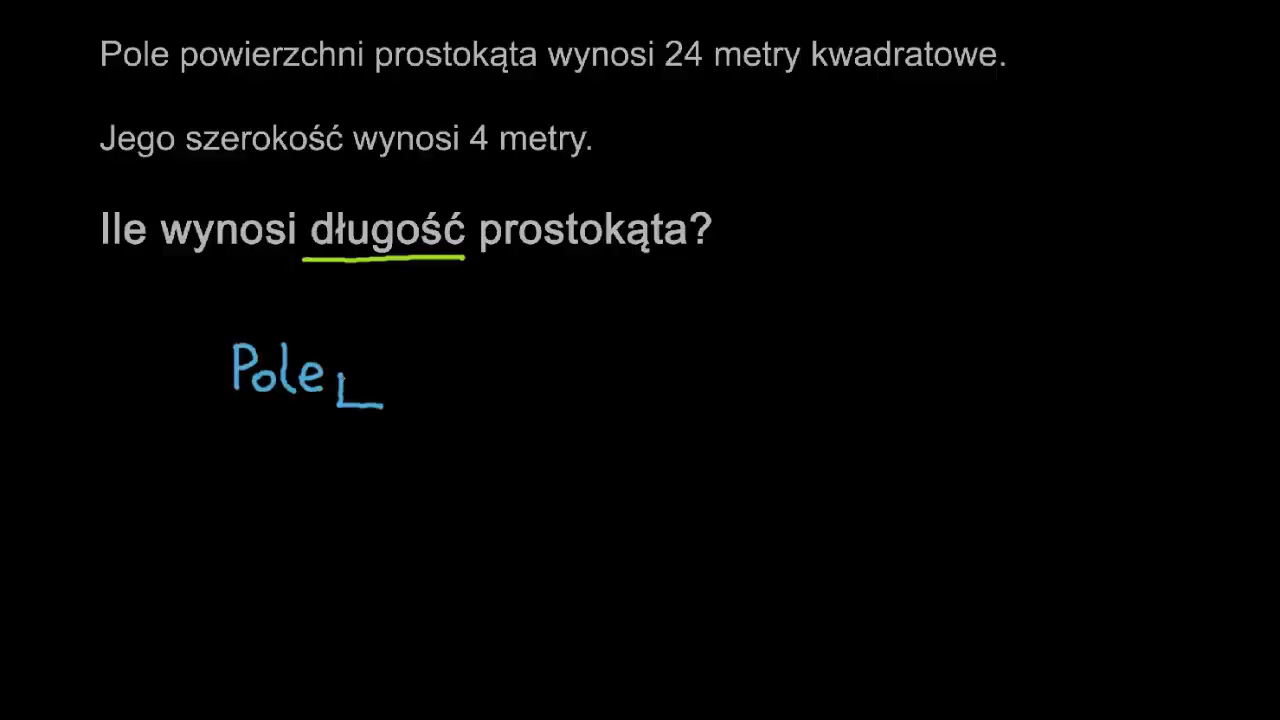 Pole powierzchni prostokąta wynosi 24 metry kwadratowe.
Jego szerokość wynosi 4 metry.
Ile wynosi długość prostokąta?
Pole